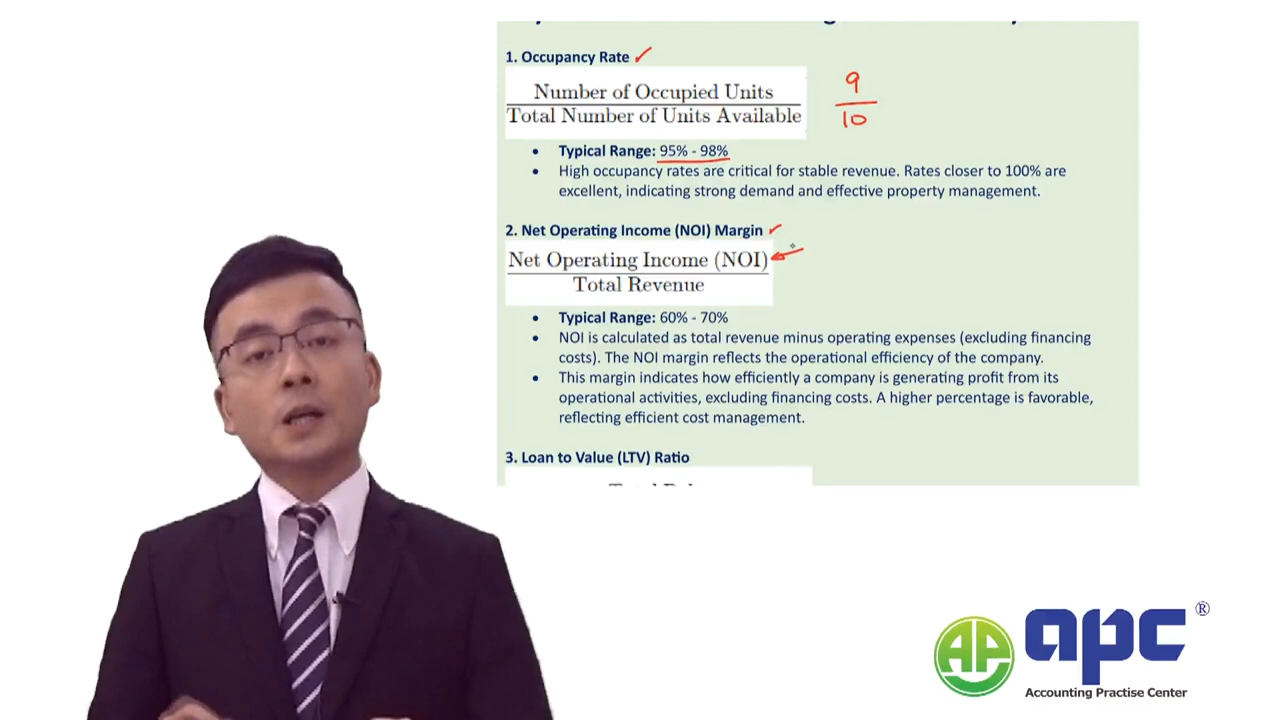 1. Occupancy Rate
Number of Occupied Units
Total Number of Units Available
9
10
• Typical Range: 95% - 98%
• High occupancy rates are critical for stable revenue. Rates closer to 100% are
excellent, indicating strong demand and effective property management.
2. Net Operating Income (NOI) Margin
Net Operating Income (NOI)
Total Revenue
• Typical Range: 60% - 70%
• NOI is calculated as total revenue minus operating expenses (excluding financing
costs). The NOI margin reflects the operational efficiency of the company.
• This margin indicates how efficiently a company is generating profit from its
operational activities, excluding financing costs. A higher percentage is favorable,
reflecting efficient cost management.
3. Loan to Value (LTV) Ratio
AP apc ®
Accounting Practise Center